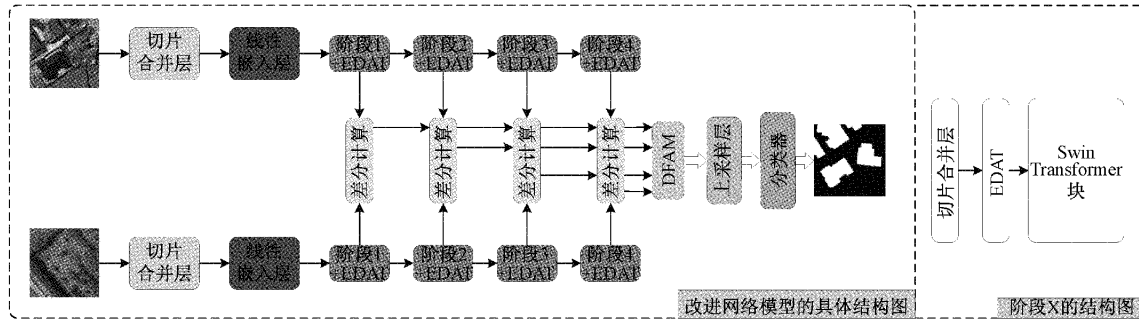 切片
合并层
线性
嵌入层
阶段1
+EDAT
阶段2
+EDAT
阶段3
+EDAT
阶段4
+EDAT
差分计算
差分计算
差分计算
差分计算
DFAM
上采样层
分类器
切片
合并层
线性
嵌入层
阶段1
+EDAT
阶段2
+EDAT
阶段3
+EDAT
阶段4
+EDAT
改进网络模型的具体结构图
切片合并层
EDAT
Swin
Transformer
块
阶段X的结构图